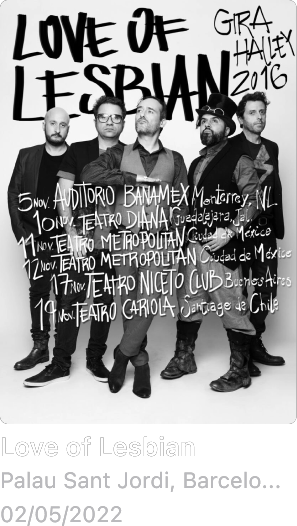 LOVE OF
LESBIAN
GIRA
HALLEY
2016
5 NOV. AUDITORIO BANAMEX Monterrey, NL
10 NOV. TEATRO DIANA Guadalajara, Jal.
11 NOV. TEATRO METROPOLITAN Ciudad de México
12 NOV. TEATRO METROPOLITAN Ciudad de México
17 NOV. TEATRO NICETO CLUB Buenos Aires
19 NOV. TEATRO CARIOLA, Santiago de Chile
Love of Lesbian
Palau Sant Jordi, Barcelo...
02/05/2022